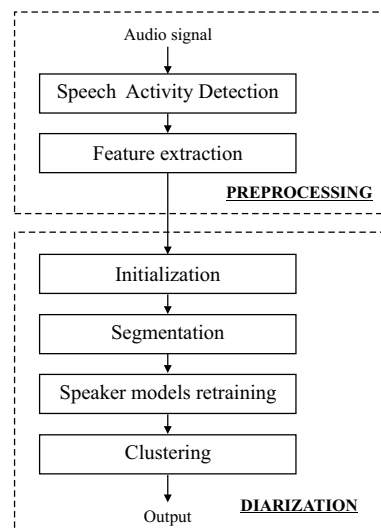 Audio signal
Speech Activity Detection
Feature extraction
PREPROCESSING
Initialization
Segmentation
Speaker models retraining
Clustering
DIARIZATION
Output